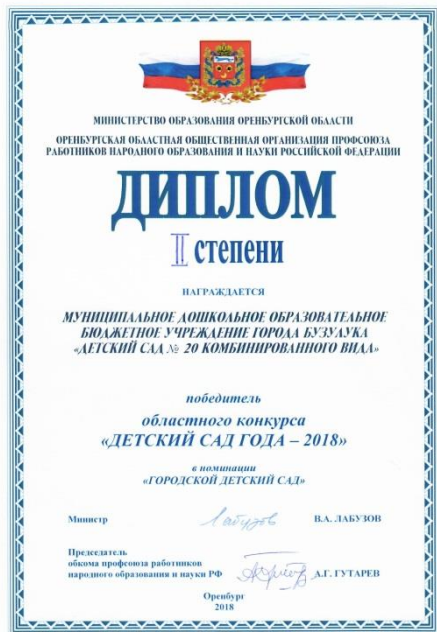 МИНИСТЕРСТВО ОБРАЗОВАНИЯ ОРЕНБУРГСКОЙ ОБЛАСТИ
ОРЕНБУРГСКАЯ ОБЛАСТНАЯ ОБЩЕСТВЕННАЯ ОРГАНИЗАЦИЯ ПРОФСОЮЗА
РАБОТНИКОВ НАРОДНОГО ОБРАЗОВАНИЯ И НАУКИ РОССИЙСКОЙ ФЕДЕРАЦИИ
ДИПЛОМ
II СТЕПЕНИ
НАГРАЖДАЕТСЯ
МУНИЦИПАЛЬНОЕ ДОШКОЛЬНОЕ ОБРАЗОВАТЕЛЬНОЕ
БЮДЖЕТНОЕ УЧРЕЖДЕНИЕ ГОРОДА БУЗУЛУКА
«ДЕТСКИЙ САД № 20 КОМБИНИРОВАННОГО ВИДА»
победитель
областного конкурса
«ДЕТСКИЙ САД ГОДА – 2018»
в номинации
«ГОРОДСКОЙ ДЕТСКИЙ САД»
Министр Лабузов В.А. ЛАБУЗОВ
Председатель
обкома профсоюза работников
народного образования и науки РФ А.Г. ГУТАРЕВ
Оренбург
2018